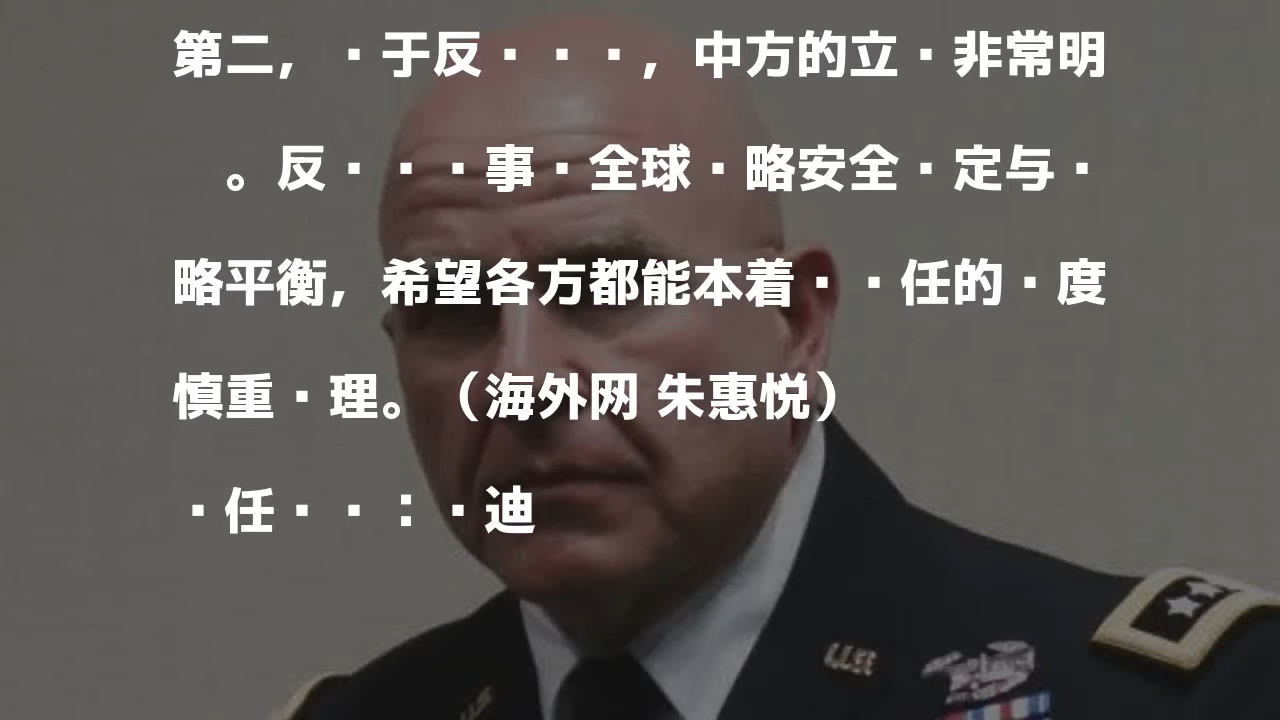 第二，·于反···，中方的立·非常明
。反···事·全球·略安全·定与·
略平衡，希望各方都能本着··任的·度
慎重·理。（海外网 朱惠悦）
·任··：·迪